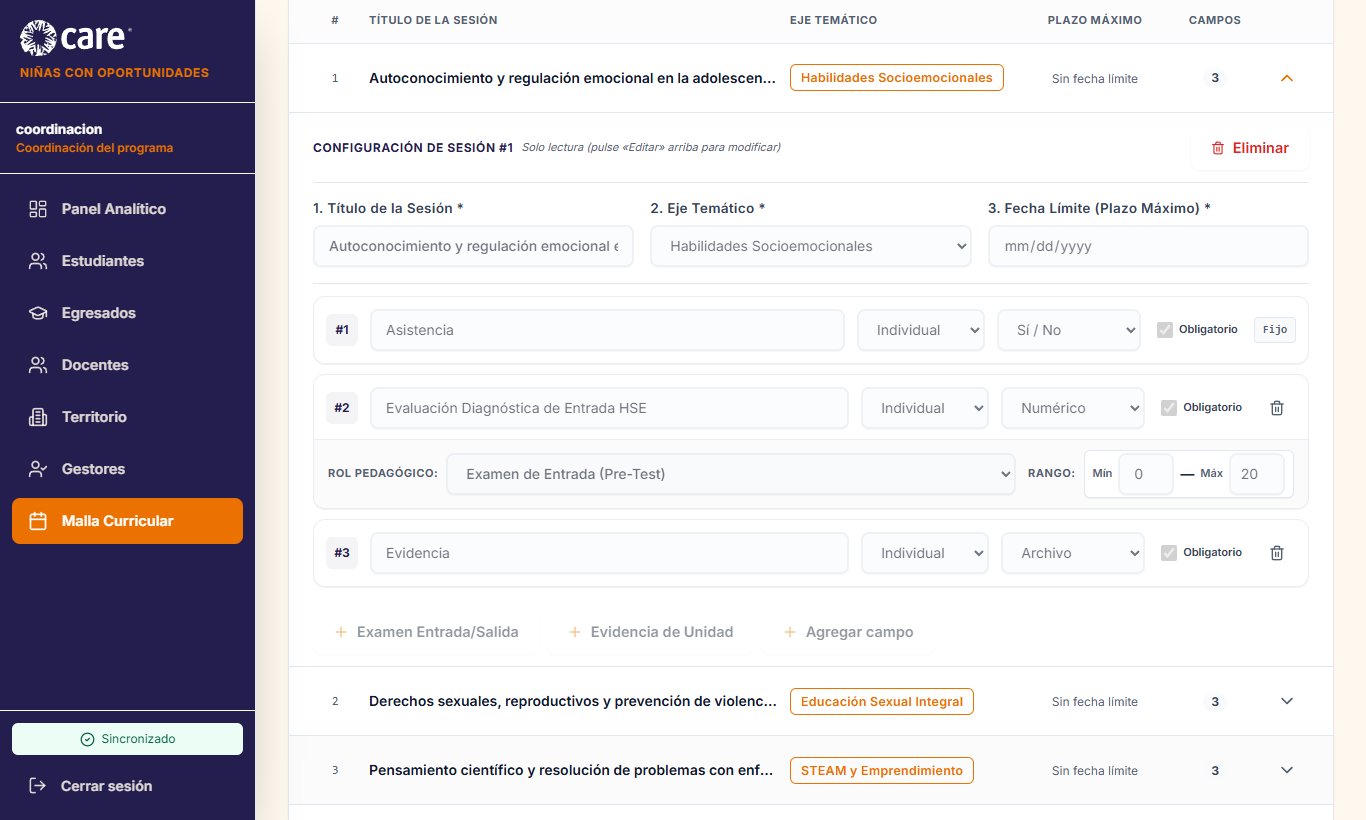 care
NIÑAS CON OPORTUNIDADES
coordinacion
Coordinación del programa
Panel Analítico
Estudiantes
Egresados
Docentes
Territorio
Gestores
Malla Curricular
Sincronizado
Cerrar sesión
# TÍTULO DE LA SESIÓN EJE TEMÁTICO PLAZO MÁXIMO CAMPOS
1 Autoconocimiento y regulación emocional en la adolescen... Habilidades Socioemocionales Sin fecha límite 3
CONFIGURACIÓN DE SESIÓN #1 Solo lectura (pulse «Editar» arriba para modificar) Eliminar
1. Título de la Sesión * 2. Eje Temático * 3. Fecha Límite (Plazo Máximo) *
Autoconocimiento y regulación emocional e Habilidades Socioemocionales mm/dd/yyyy
#1 Asistencia Individual Sí / No Obligatorio Fijo
#2 Evaluación Diagnóstica de Entrada HSE Individual Numérico Obligatorio
ROL PEDAGÓGICO: Examen de Entrada (Pre-Test) RANGO: Mín 0 — Máx 20
#3 Evidencia Individual Archivo Obligatorio
+ Examen Entrada/Salida + Evidencia de Unidad + Agregar campo
2 Derechos sexuales, reproductivos y prevención de violenc... Educación Sexual Integral Sin fecha límite 3
3 Pensamiento científico y resolución de problemas con enf... STEAM y Emprendimiento Sin fecha límite 3